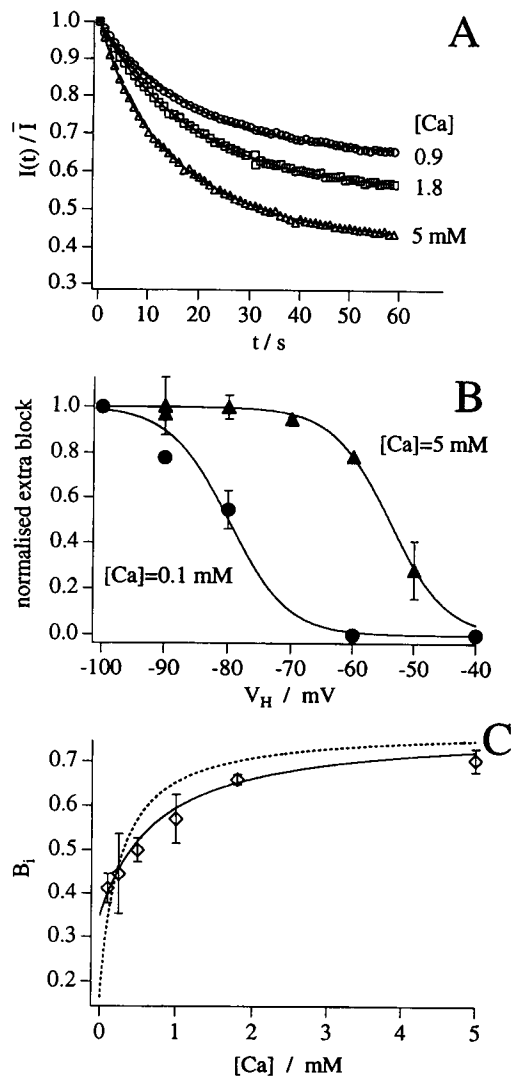 A
1.0
0.9
0.8
0.7
0.6
0.5
0.4
0.3
I(t) / I̅
[Ca]
0.9
1.8
5 mM
0 10 20 30 40 50 60
t / s
B
1.0
0.8
0.6
0.4
0.2
0.0
normalised extra block
[Ca]=5 mM
[Ca]=0.1 mM
-100 -90 -80 -70 -60 -50 -40
V_H / mV
C
0.7
0.6
0.5
0.4
0.3
0.2
B_i
0 1 2 3 4 5
[Ca] / mM